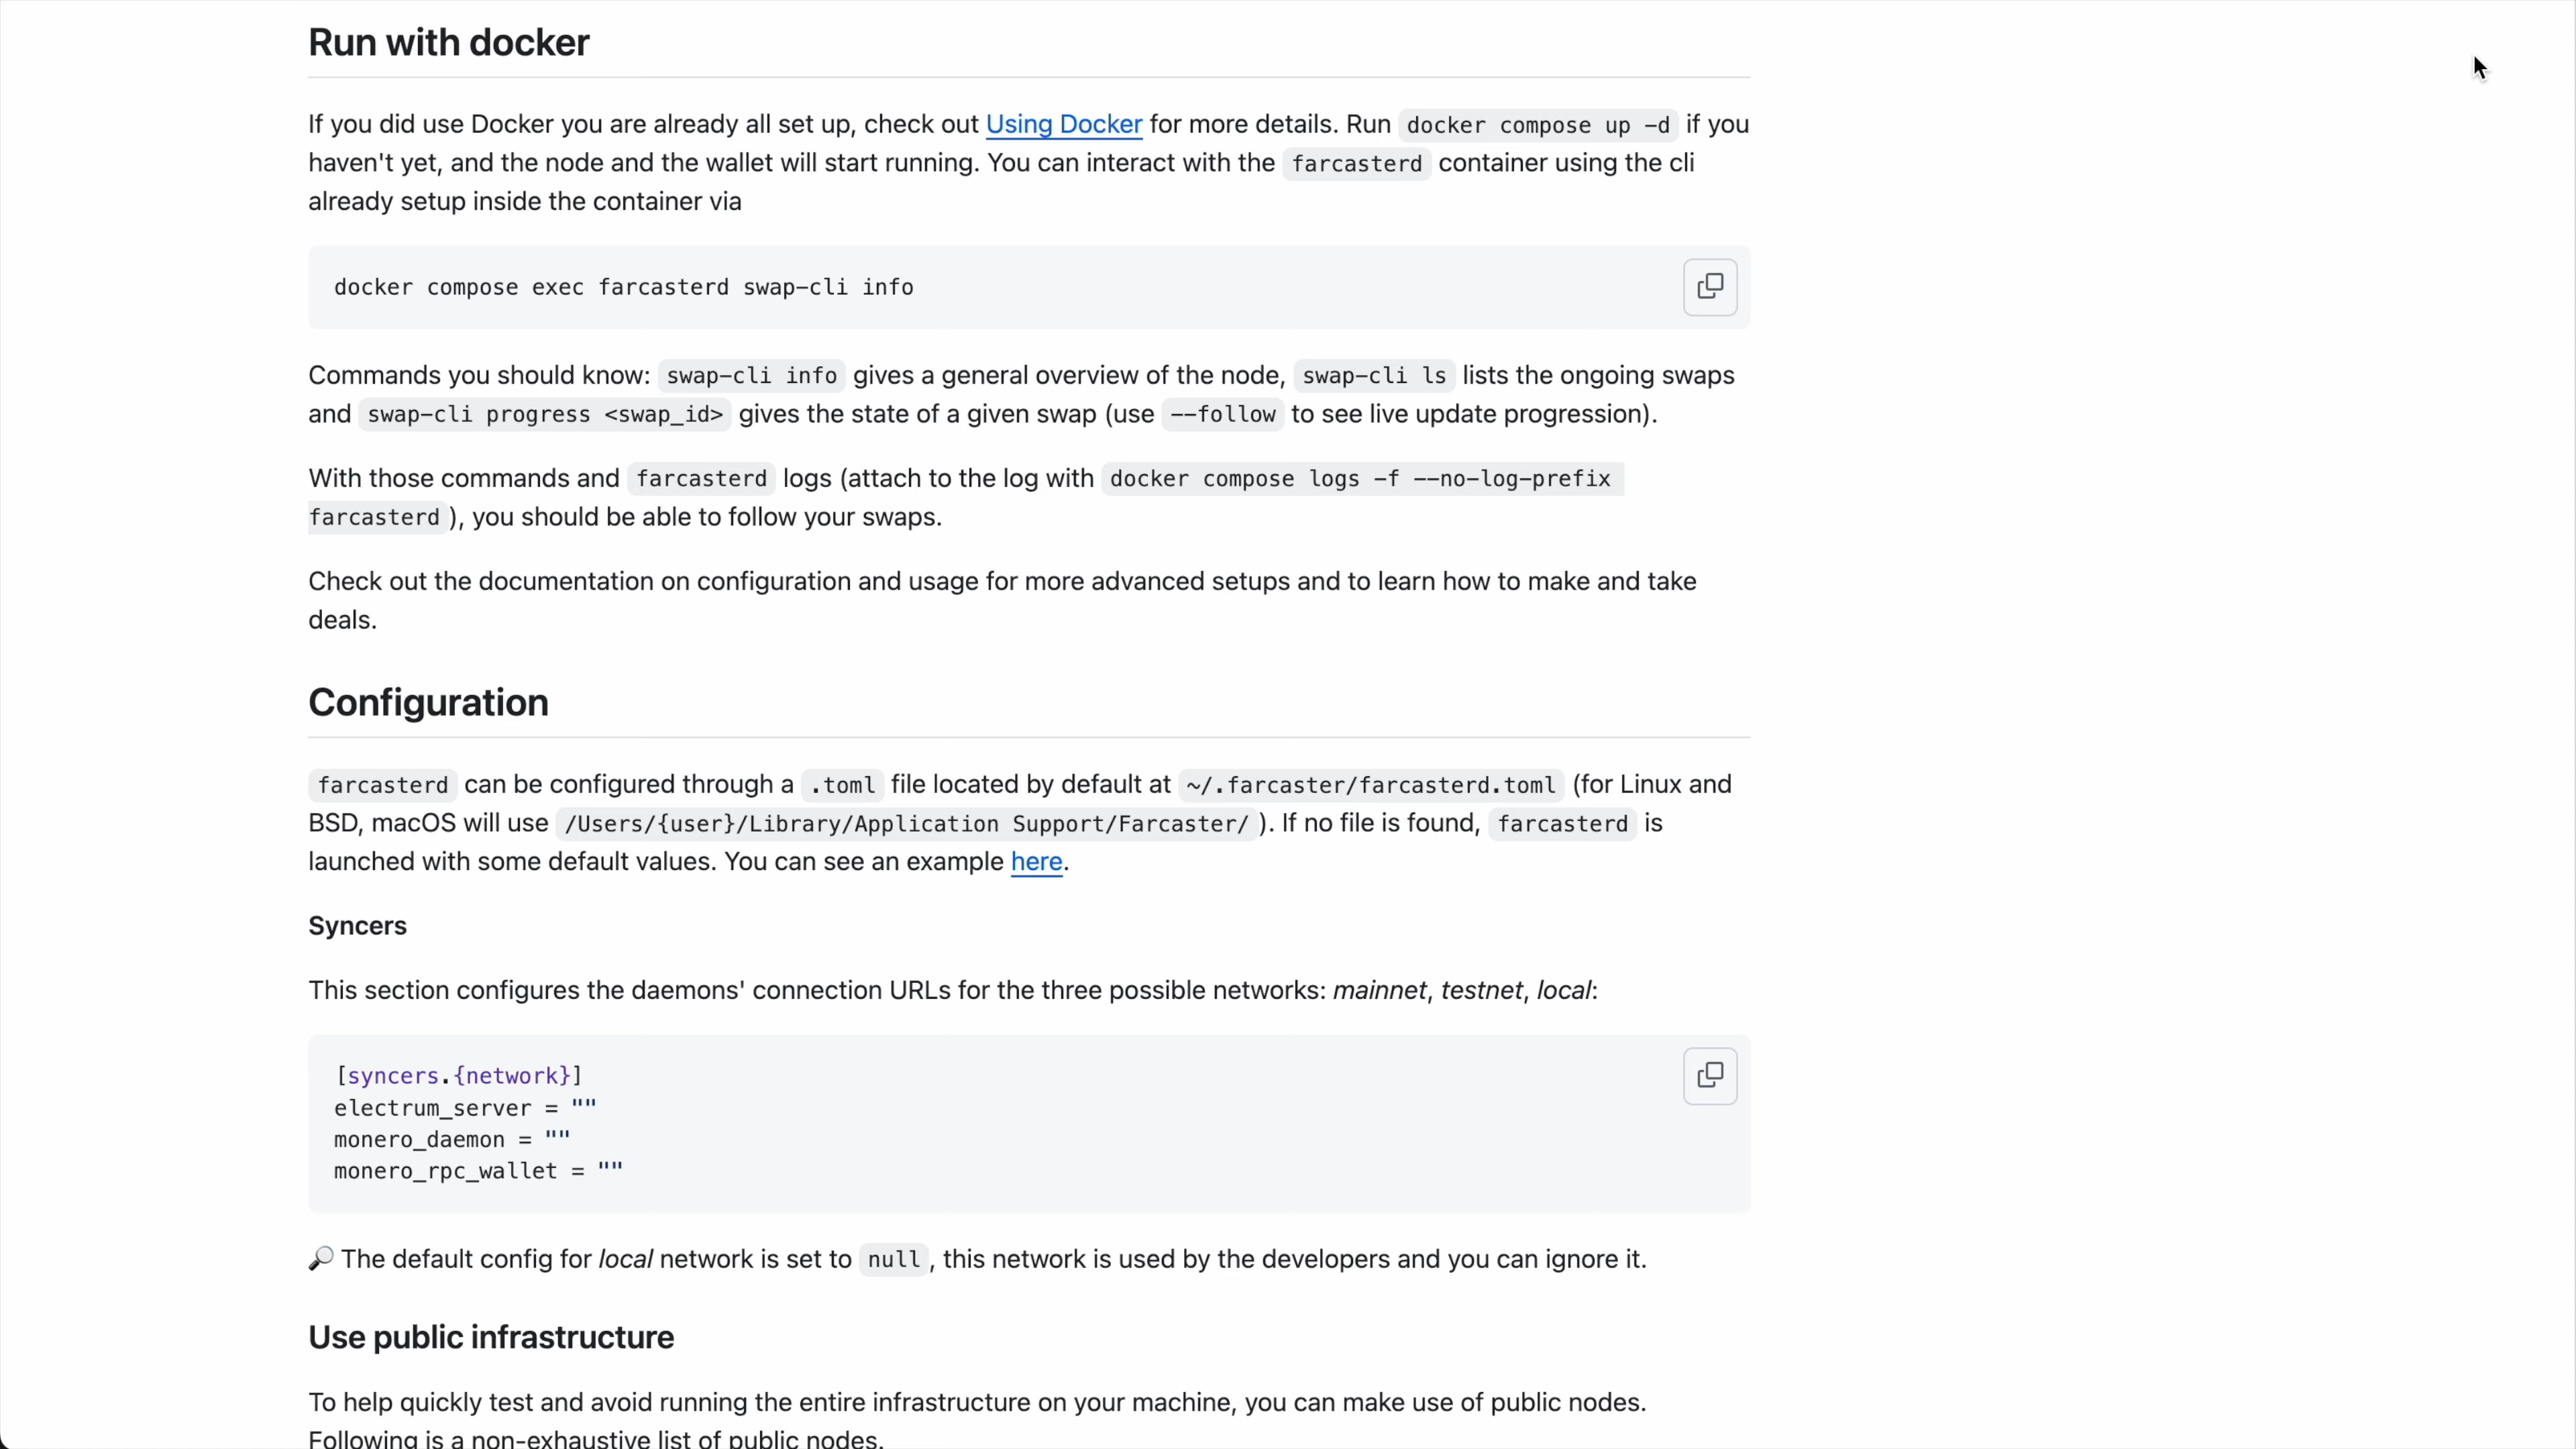 Run with docker
If you did use Docker you are already all set up, check out Using Docker for more details. Run docker compose up -d if you
haven't yet, and the node and the wallet will start running. You can interact with the farcasterd container using the cli
already setup inside the container via
docker compose exec farcasterd swap-cli info
Commands you should know: swap-cli info gives a general overview of the node, swap-cli ls lists the ongoing swaps
and swap-cli progress <swap_id> gives the state of a given swap (use --follow to see live update progression).
With those commands and farcasterd logs (attach to the log with docker compose logs -f --no-log-prefix
farcasterd ), you should be able to follow your swaps.
Check out the documentation on configuration and usage for more advanced setups and to learn how to make and take
deals.
Configuration
farcasterd can be configured through a .toml file located by default at ~/.farcaster/farcasterd.toml (for Linux and
BSD, macOS will use /Users/{user}/Library/Application Support/Farcaster/ ). If no file is found, farcasterd is
launched with some default values. You can see an example here.
Syncers
This section configures the daemons' connection URLs for the three possible networks: mainnet, testnet, local:
[syncers.{network}]
electrum_server = ""
monero_daemon = ""
monero_rpc_wallet = ""
🔎 The default config for local network is set to null , this network is used by the developers and you can ignore it.
Use public infrastructure
To help quickly test and avoid running the entire infrastructure on your machine, you can make use of public nodes.
Following is a non-exhaustive list of public nodes.